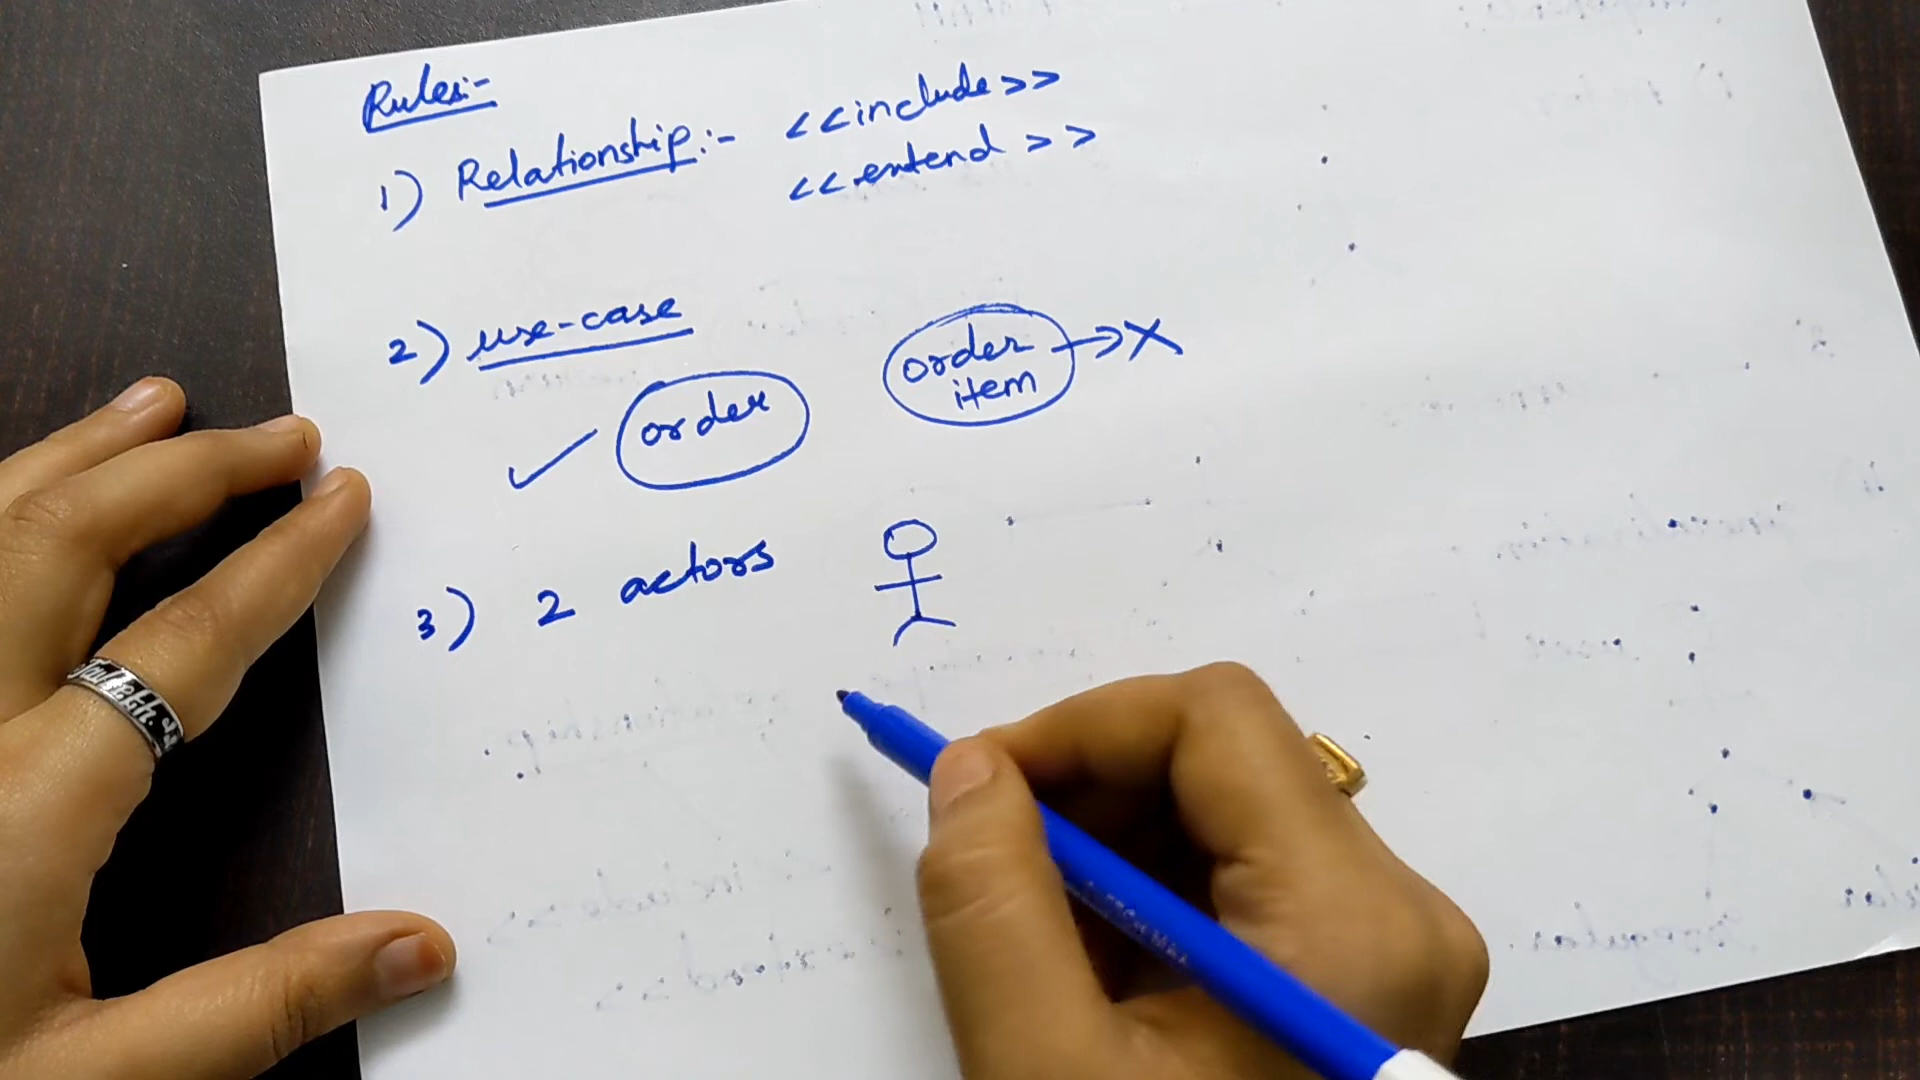 Rules:-
1) Relationship:- <<include>>
<<extend>>
2) use-case
order
order
item
X
3) 2 actors